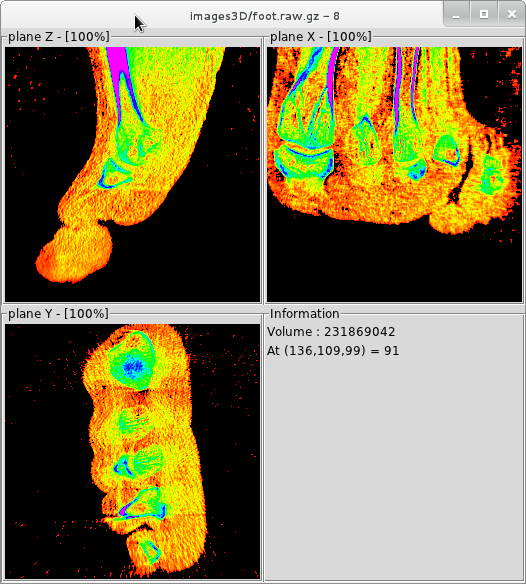 images3D/foot.raw.gz – 8
plane Z - [100%]
plane X - [100%]
plane Y - [100%]
Information
Volume : 231869042
At (136,109,99) = 91